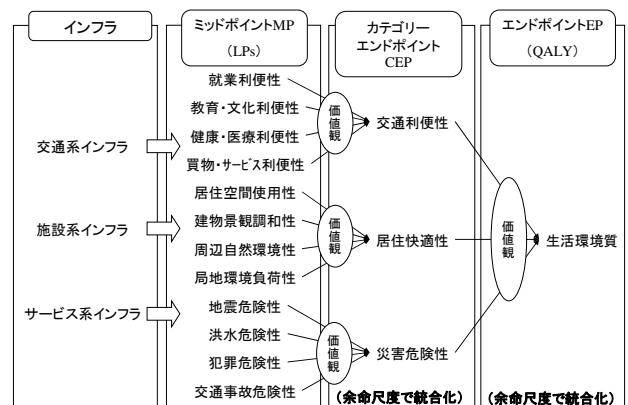 インフラ
交通系インフラ
施設系インフラ
サービス系インフラ
ミッドポイントMP
(LPs)
就業利便性
教育・文化利便性
健康・医療利便性
買物・サービス利便性
居住空間使用性
建物景観調和性
周辺自然環境性
局地環境負荷性
地震危険性
洪水危険性
犯罪危険性
交通事故危険性
価値観
価値観
価値観
カテゴリー
エンドポイント
CEP
交通利便性
居住快適性
災害危険性
(余命尺度で統合化)
価値観
エンドポイントEP
(QALY)
生活環境質
(余命尺度で統合化)